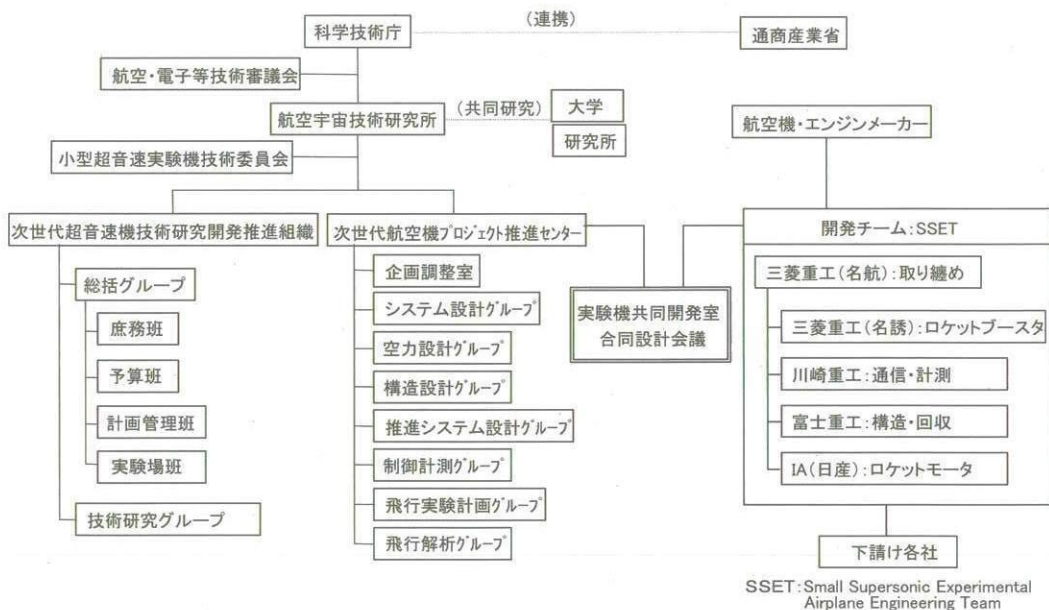 科学技術庁
(連携)
通商産業省
航空・電子等技術審議会
航空宇宙技術研究所
(共同研究)
大学
研究所
航空機・エンジンメーカー
小型超音速実験機技術委員会
次世代超音速機技術研究開発推進組織
総括グループ
庶務班
予算班
計画管理班
実験場班
技術研究グループ
次世代航空機プロジェクト推進センター
企画調整室
システム設計グループ
空力設計グループ
構造設計グループ
推進システム設計グループ
制御計測グループ
飛行実験計画グループ
飛行解析グループ
実験機共同開発室
合同設計会議
開発チーム:SSET
三菱重工(名航):取り纏め
三菱重工(名誘):ロケットブースタ
川崎重工:通信・計測
富士重工:構造・回収
IA(日産):ロケットモータ
下請け各社
SSET:Small Supersonic Experimental
Airplane Engineering Team